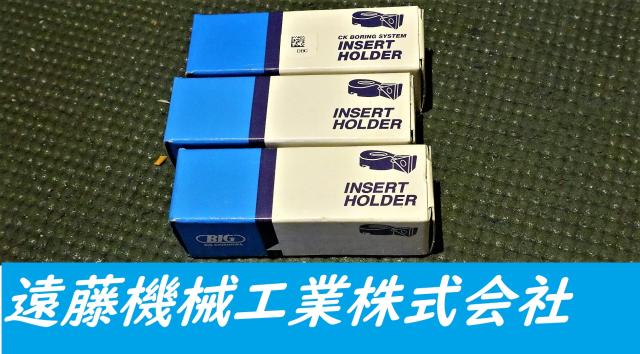 CK BORING SYSTEM
INSERT
HOLDER
INSERT
HOLDER
INSERT
HOLDER
BIG
遠藤機械工業株式会社